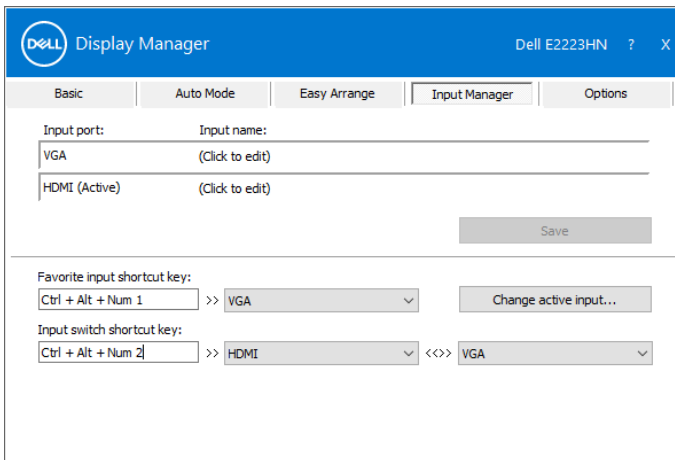 DELL Display Manager Dell E2223HN ? X
Basic Auto Mode Easy Arrange Input Manager Options
Input port: Input name:
VGA (Click to edit)
HDMI (Active) (Click to edit)
Save
Favorite input shortcut key:
Ctrl + Alt + Num 1 >> VGA Change active input...
Input switch shortcut key:
Ctrl + Alt + Num 2 >> HDMI <<>> VGA